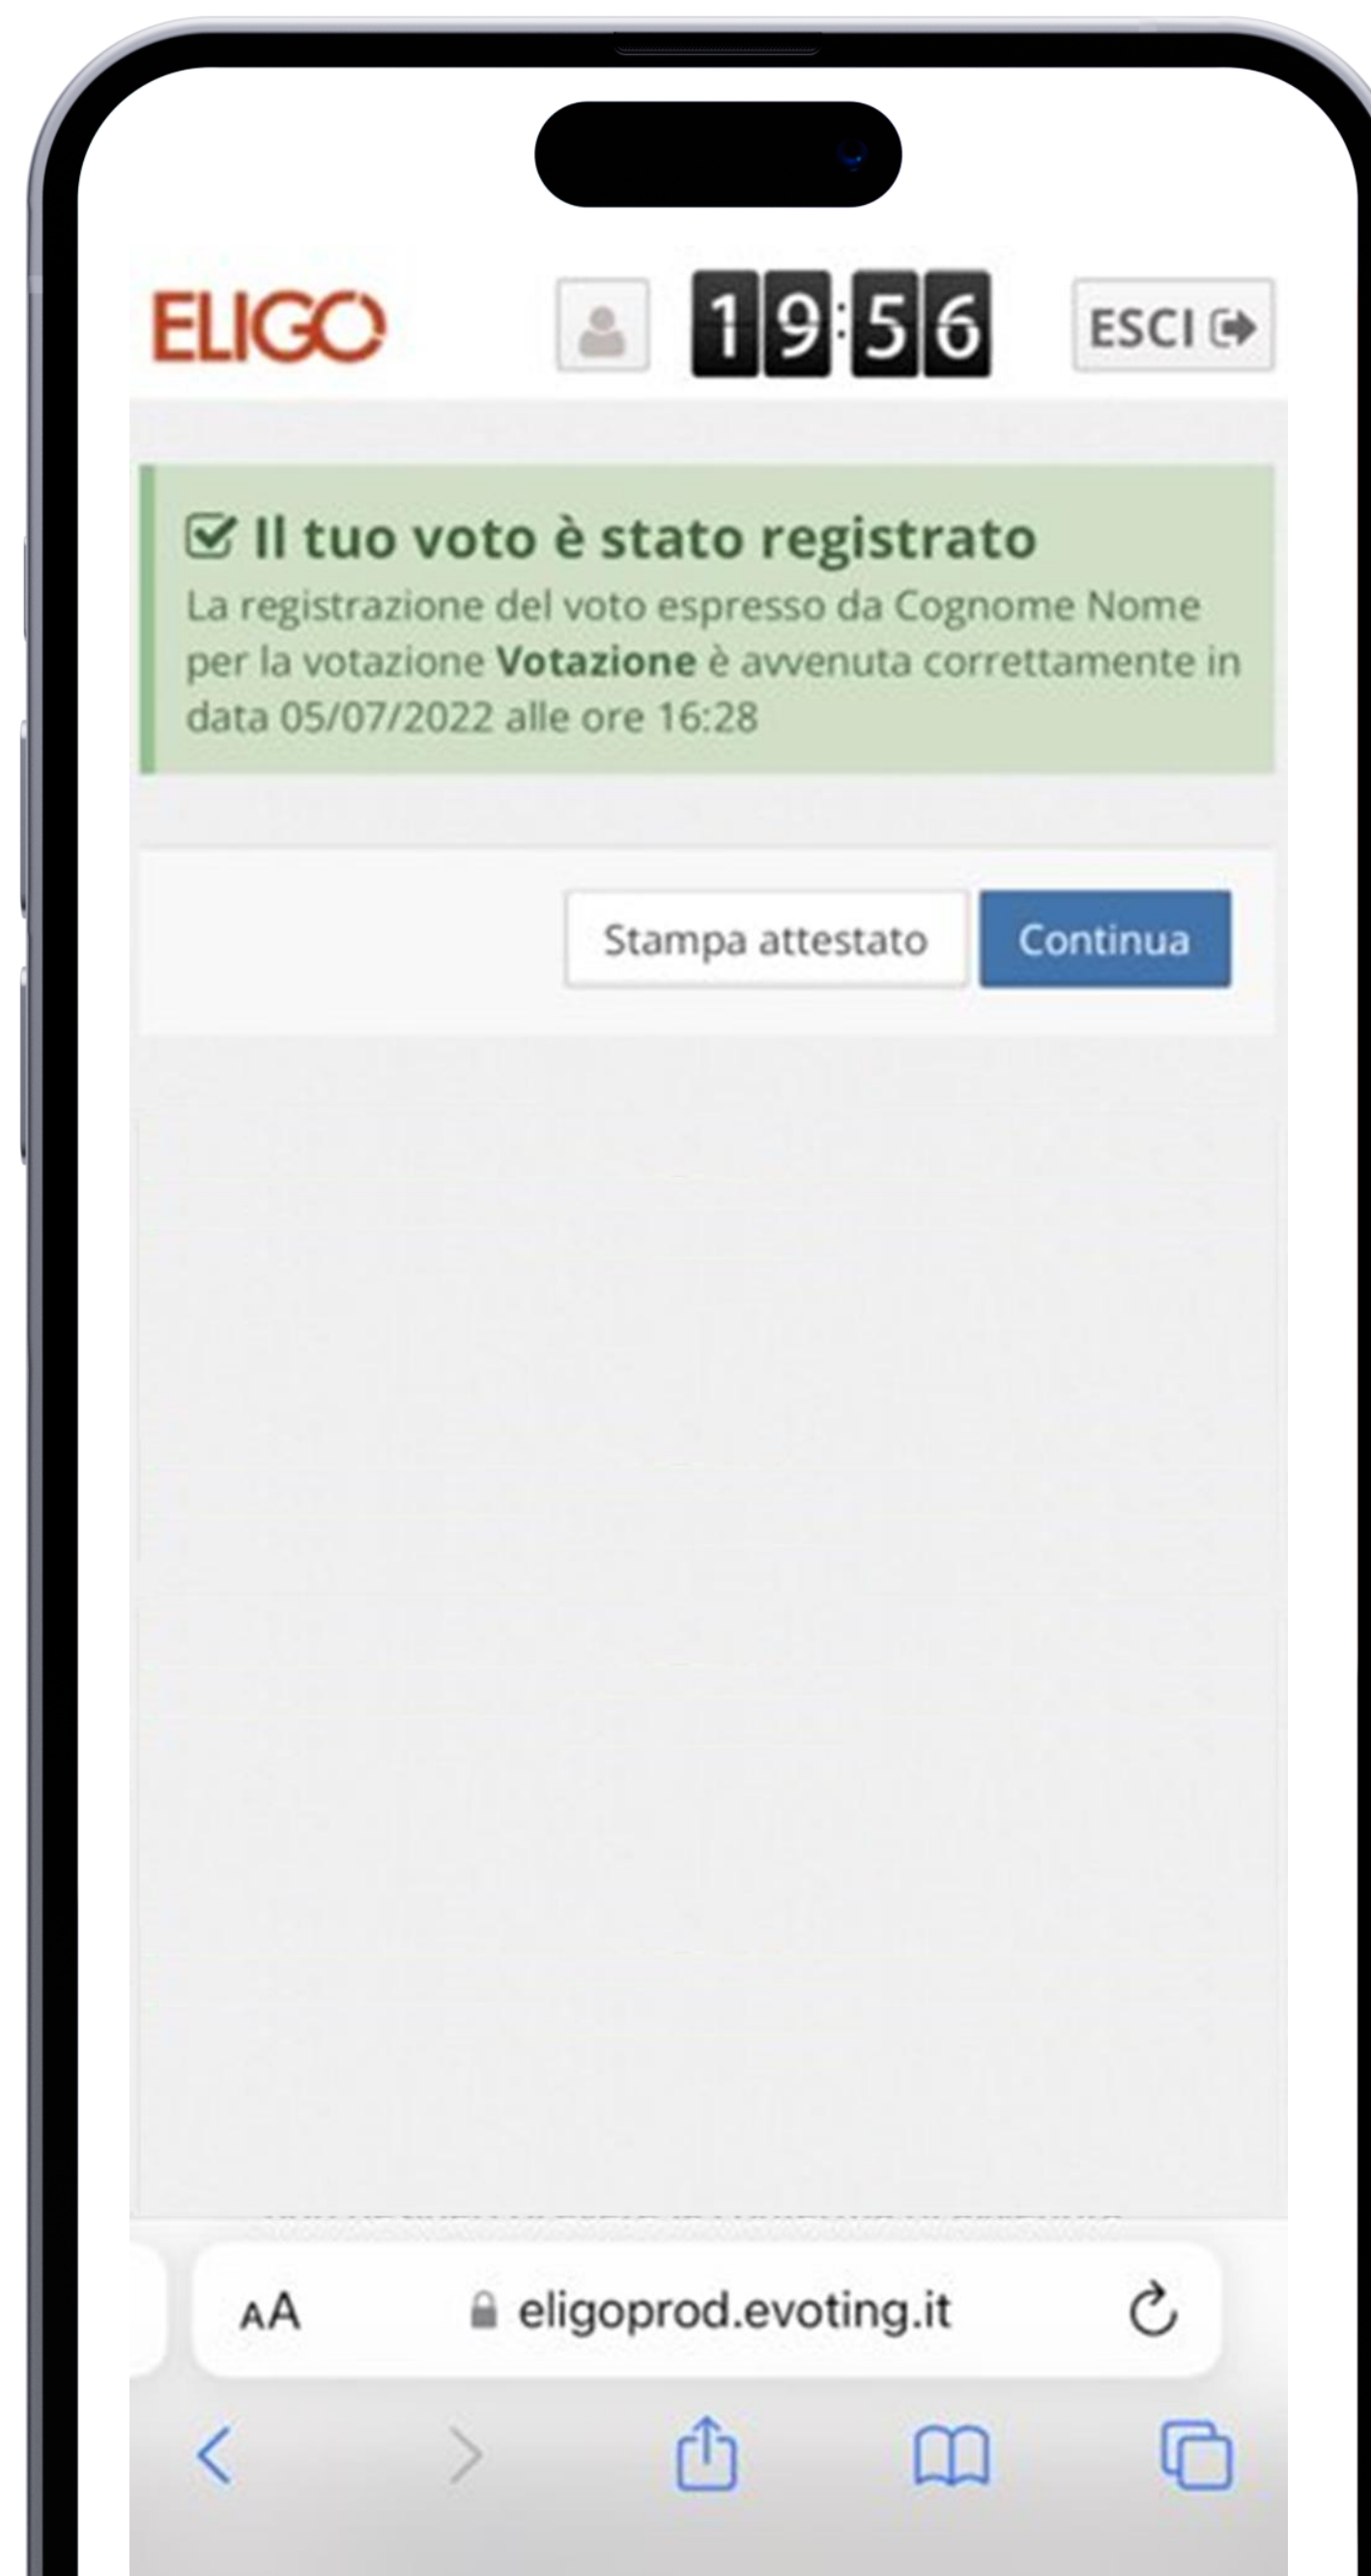 ELIGO
19:56
ESCI
Il tuo voto è stato registrato
La registrazione del voto espresso da Cognome Nome
per la votazione Votazione è avvenuta correttamente in
data 05/07/2022 alle ore 16:28
Stampa attestato
Continua
AA eligoprod.evoting.it